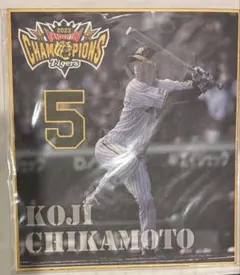 2023
CHAMPIONS
Tigers
5
KOJI
CHIKAMOTO